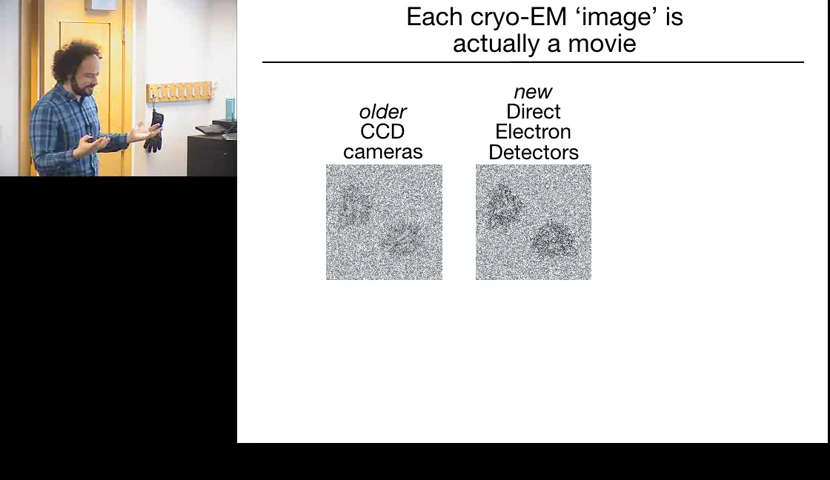 Each cryo-EM ‘image’ is
actually a movie
older
CCD
cameras
new
Direct
Electron
Detectors